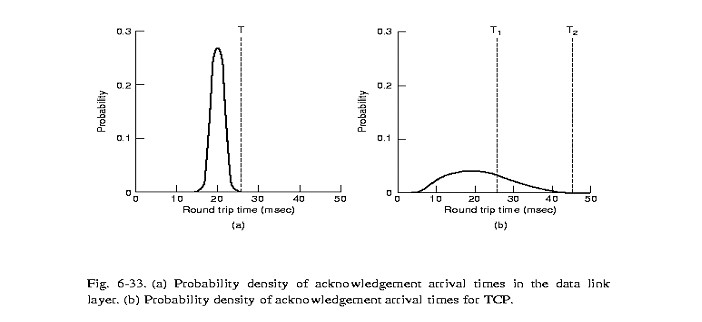 T
0.3
0.2
0.1
0
Probability
0 10 20 30 40 50
Round trip time (msec)
(a)
T1 T2
0.3
0.2
0.1
0
Probability
0 10 20 30 40 50
Round trip time (msec)
(b)
Fig. 6-33. (a) Probability density of acknowledgement arrival times in the data link
layer. (b) Probability density of acknowledgement arrival times for TCP.